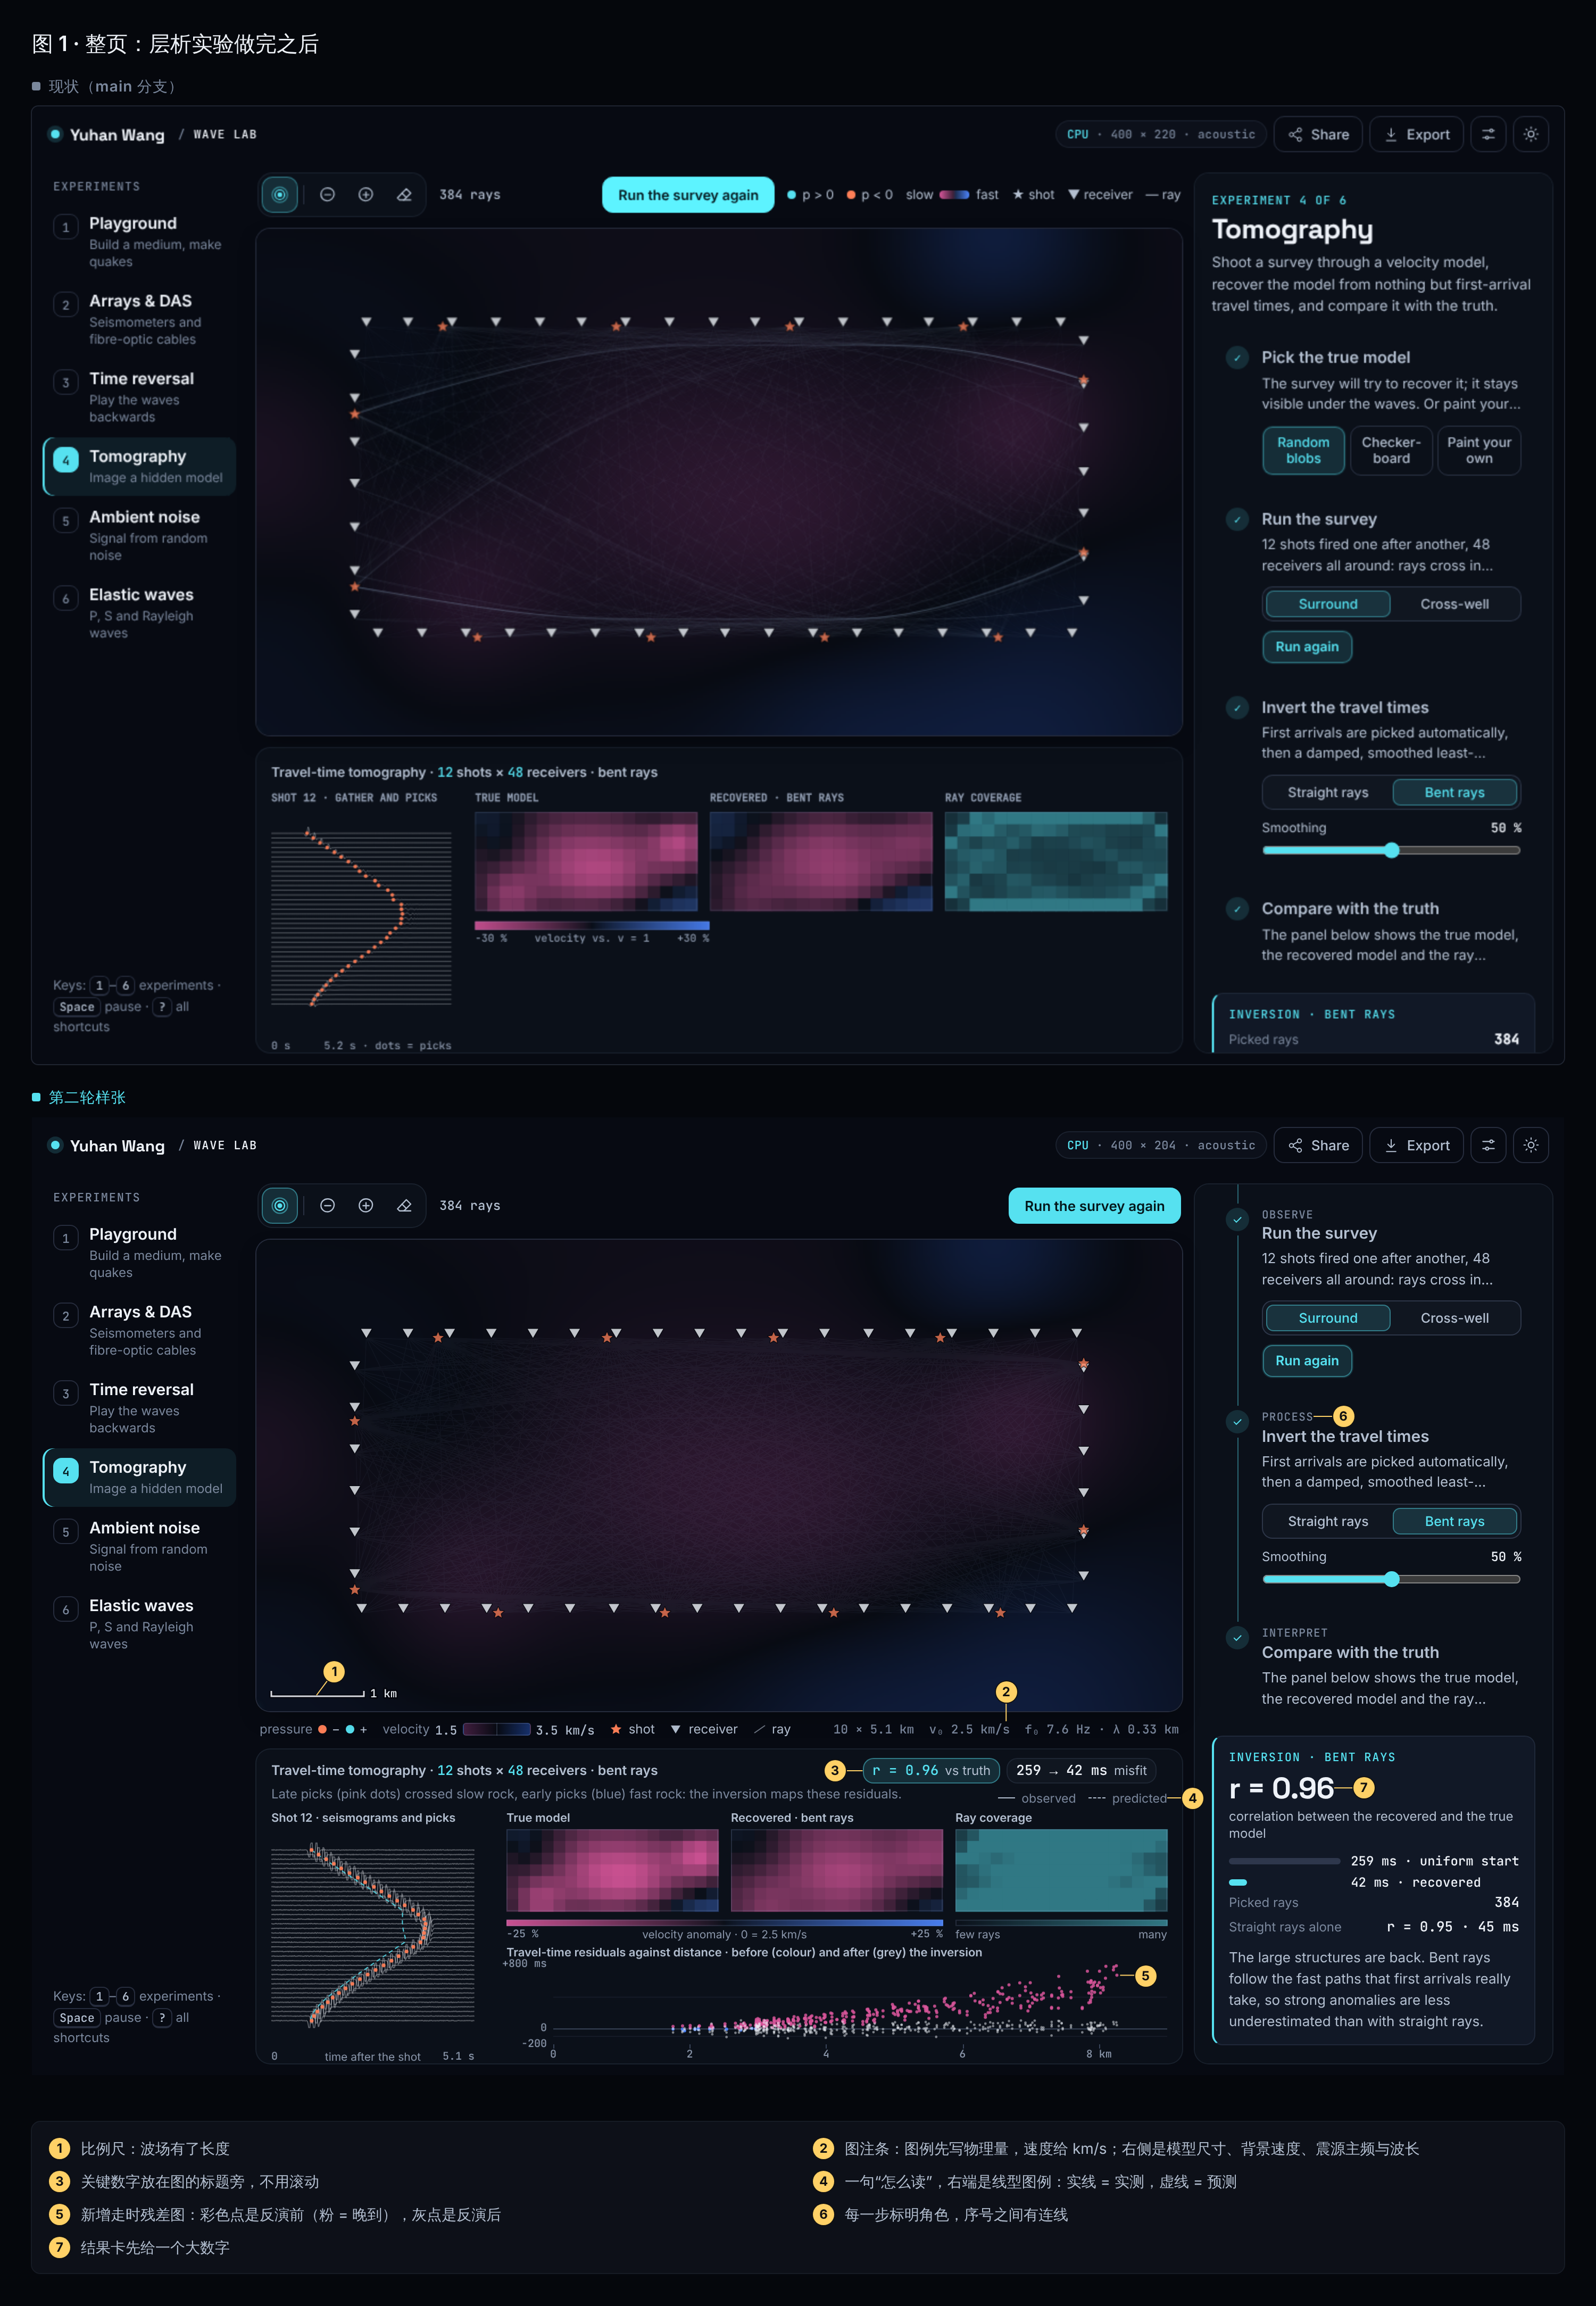 图 1 · 整页：层析实验做完之后
现状（main 分支）
Yuhan Wang / WAVE LAB
CPU · 400 × 220 · acoustic
Share
Export
EXPERIMENTS
1
Playground
Build a medium, make
quakes
2
Arrays & DAS
Seismometers and
fibre-optic cables
3
Time reversal
Play the waves
backwards
4
Tomography
Image a hidden model
5
Ambient noise
Signal from random
noise
6
Elastic waves
P, S and Rayleigh
waves
Keys: 1–6 experiments ·
Space pause · ? all
shortcuts
384 rays
Run the survey again
p > 0
p < 0
slow
fast
shot
receiver
ray
Travel-time tomography · 12 shots × 48 receivers · bent rays
SHOT 12 · GATHER AND PICKS
TRUE MODEL
RECOVERED · BENT RAYS
RAY COVERAGE
-30 %
velocity vs. v = 1
+30 %
0 s
5.2 s · dots = picks
EXPERIMENT 4 OF 6
Tomography
Shoot a survey through a velocity model,
recover the model from nothing but first-arrival
travel times, and compare it with the truth.
Pick the true model
The survey will try to recover it; it stays
visible under the waves. Or paint your...
Random
blobs
Checker-
board
Paint your
own
Run the survey
12 shots fired one after another, 48
receivers all around: rays cross in...
Surround
Cross-well
Run again
Invert the travel times
First arrivals are picked automatically,
then a damped, smoothed least-...
Straight rays
Bent rays
Smoothing
50 %
Compare with the truth
The panel below shows the true model,
the recovered model and the ray...
INVERSION · BENT RAYS
Picked rays
384
第二轮样张
Yuhan Wang / WAVE LAB
CPU · 400 × 204 · acoustic
Share
Export
EXPERIMENTS
1
Playground
Build a medium, make
quakes
2
Arrays & DAS
Seismometers and
fibre-optic cables
3
Time reversal
Play the waves
backwards
4
Tomography
Image a hidden model
5
Ambient noise
Signal from random
noise
6
Elastic waves
P, S and Rayleigh
waves
Keys: 1–6 experiments ·
Space pause · ? all
shortcuts
384 rays
Run the survey again
1
1 km
2
pressure − +
velocity 1.5
3.5 km/s
shot
receiver
ray
10 × 5.1 km v₀ 2.5 km/s f₀ 7.6 Hz · λ 0.33 km
Travel-time tomography · 12 shots × 48 receivers · bent rays
3
r = 0.96 vs truth
259 → 42 ms misfit
Late picks (pink dots) crossed slow rock, early picks (blue) fast rock: the inversion maps these residuals.
observed
predicted
4
Shot 12 · seismograms and picks
True model
Recovered · bent rays
Ray coverage
-25 %
velocity anomaly · 0 = 2.5 km/s
+25 %
few rays
many
Travel-time residuals against distance · before (colour) and after (grey) the inversion
+800 ms
5
0
-200
0
2
4
6
8 km
0
time after the shot
5.1 s
OBSERVE
Run the survey
12 shots fired one after another, 48
receivers all around: rays cross in...
Surround
Cross-well
Run again
PROCESS
6
Invert the travel times
First arrivals are picked automatically,
then a damped, smoothed least-...
Straight rays
Bent rays
Smoothing
50 %
INTERPRET
Compare with the truth
The panel below shows the true model,
the recovered model and the ray...
INVERSION · BENT RAYS
r = 0.96
7
correlation between the recovered and the true
model
259 ms · uniform start
42 ms · recovered
Picked rays
384
Straight rays alone
r = 0.95 · 45 ms
The large structures are back. Bent rays
follow the fast paths that first arrivals really
take, so strong anomalies are less
underestimated than with straight rays.
1 比例尺：波场有了长度
2 图注条：图例先写物理量，速度给 km/s；右侧是模型尺寸、背景速度、震源主频与波长
3 关键数字放在图的标题旁，不用滚动
4 一句“怎么读”，右端是线型图例：实线 = 实测，虚线 = 预测
5 新增走时残差图：彩色点是反演前（粉 = 晚到），灰点是反演后
6 每一步标明角色，序号之间有连线
7 结果卡先给一个大数字